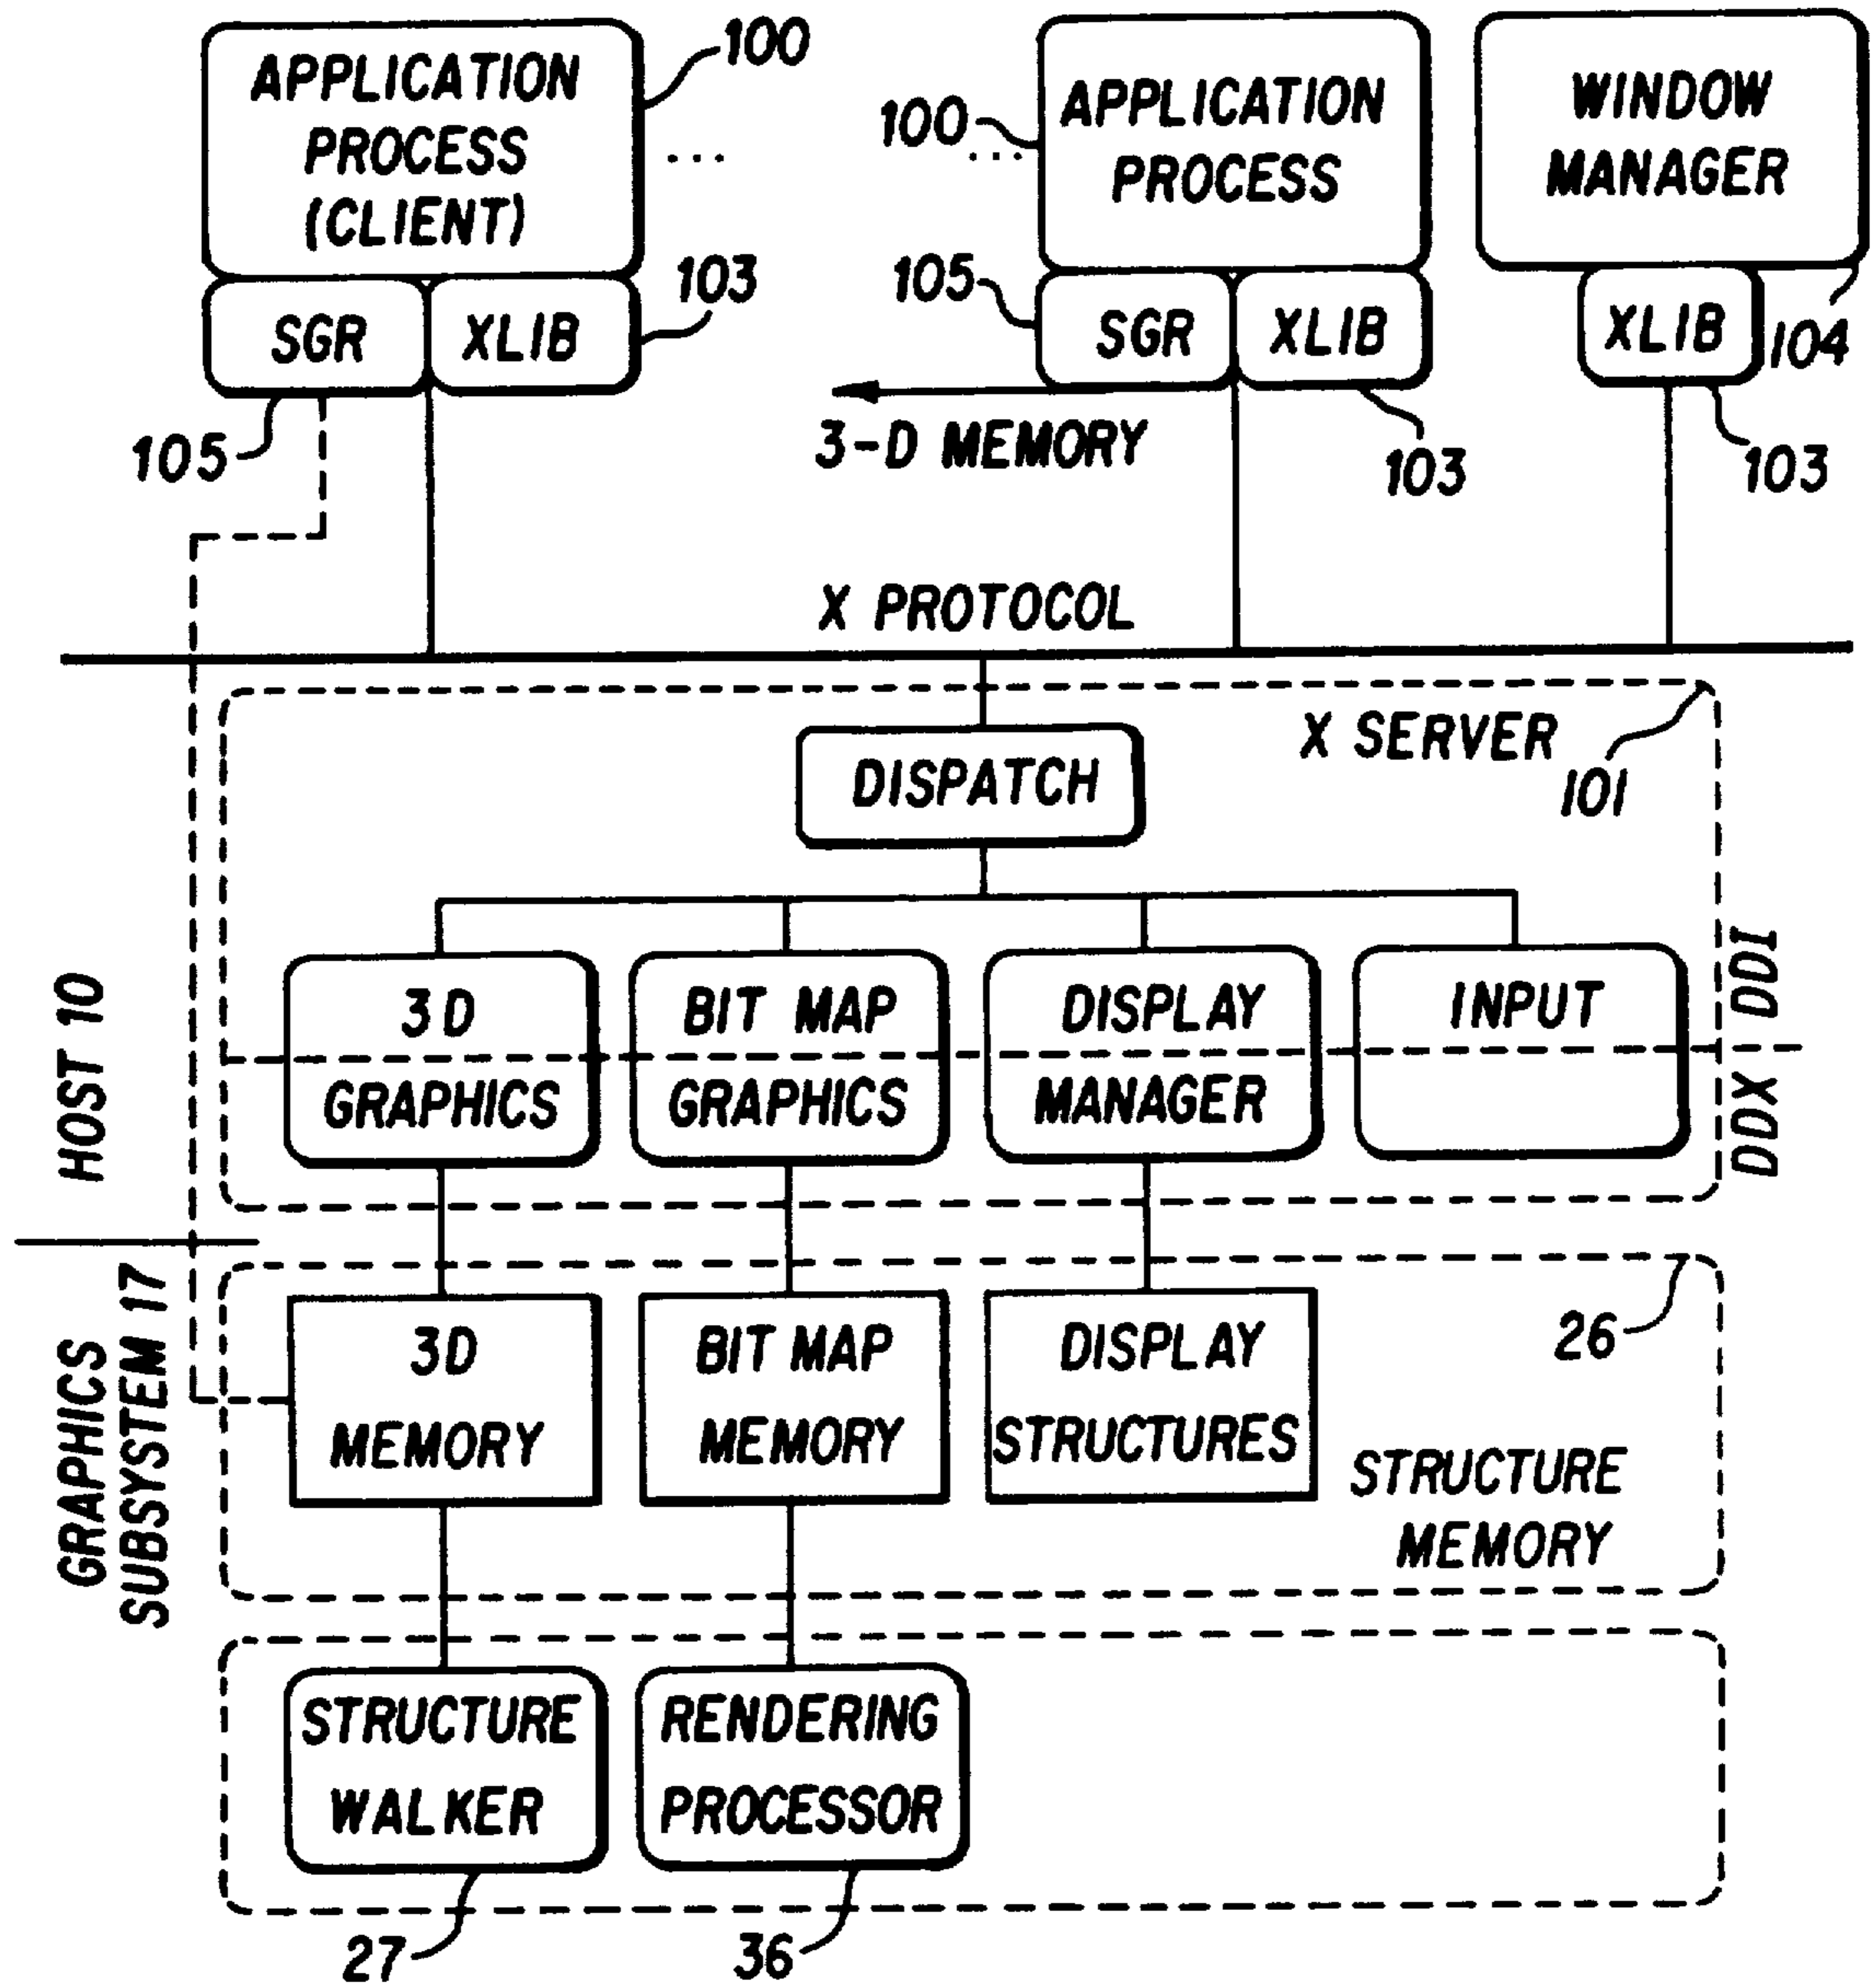 APPLICATION
PROCESS
(CLIENT)
100
...
100
...
APPLICATION
PROCESS
WINDOW
MANAGER
SGR
XLIB
103
105
SGR
XLIB
XLIB
104
105
3-D MEMORY
103
103
X PROTOCOL
X SERVER
101
DISPATCH
HOST 10
3D
GRAPHICS
BIT MAP
GRAPHICS
DISPLAY
MANAGER
INPUT
DDX DDI
GRAPHICS
SUBSYSTEM 17
26
3D
MEMORY
BIT MAP
MEMORY
DISPLAY
STRUCTURES
STRUCTURE
MEMORY
STRUCTURE
WALKER
RENDERING
PROCESSOR
27
36